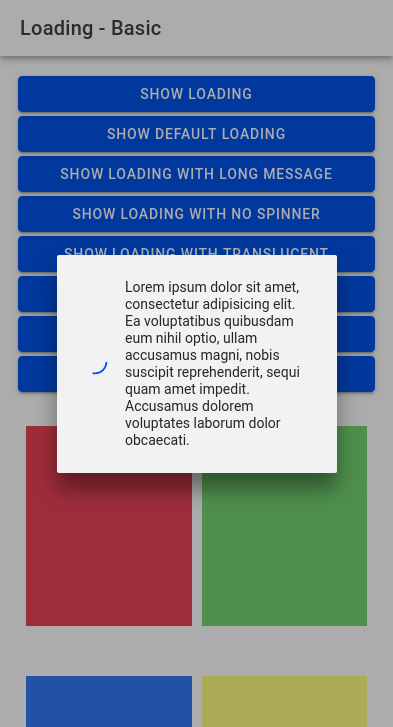 Loading - Basic
SHOW LOADING
SHOW DEFAULT LOADING
SHOW LOADING WITH LONG MESSAGE
SHOW LOADING WITH NO SPINNER
SHOW LOADING WITH TRANSLUCENT
Lorem ipsum dolor sit amet,
consectetur adipisicing elit.
Ea voluptatibus quibusdam
eum nihil optio, ullam
accusamus magni, nobis
suscipit reprehenderit, sequi
quam amet impedit.
Accusamus dolorem
voluptates laborum dolor
obcaecati.